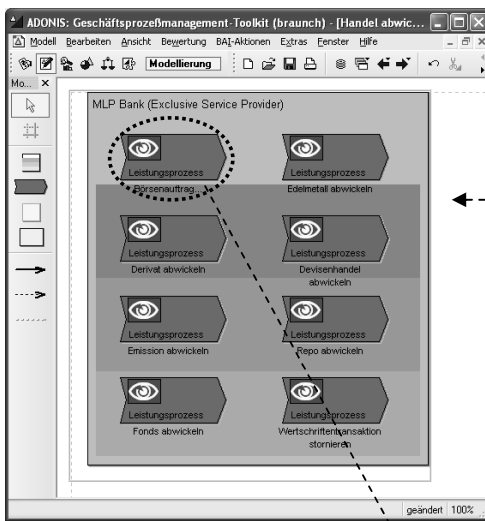 ADONIS: Geschäftsprozeßmanagement-Toolkit (braunch) - [Handel abwic...
Modell Bearbeiten Ansicht Bewertung BAI-Aktionen Extras Fenster Hilfe
Modellierung
Mo...
MLP Bank (Exclusive Service Provider)
Leistungsprozess Leistungsprozess
Börsenauftrag... Edelmetall abwickeln
Leistungsprozess Leistungsprozess
Derivat abwickeln Devisenhandel
abwickeln
Leistungsprozess Leistungsprozess
Emission abwickeln Repo abwickeln
Leistungsprozess Leistungsprozess
Fonds abwickeln Wertschriftentransaktion
stornieren
geändert 100%